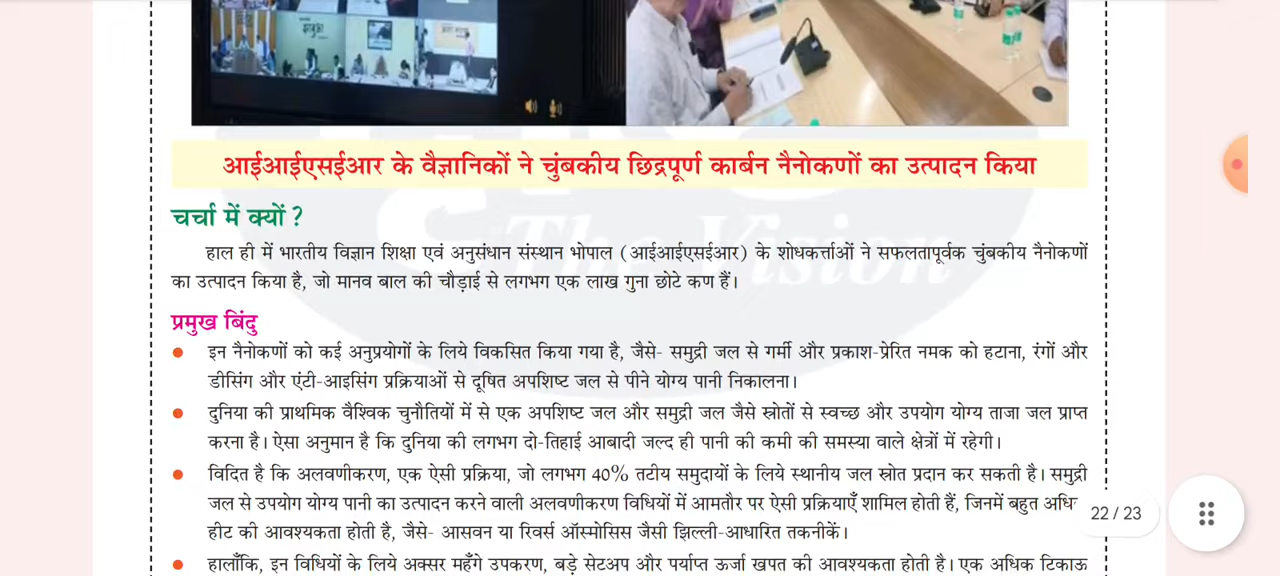 आईआईएसईआर के वैज्ञानिकों ने चुंबकीय छिद्रपूर्ण कार्बन नैनोकणों का उत्पादन किया
चर्चा में क्यों ?
हाल ही में भारतीय विज्ञान शिक्षा एवं अनुसंधान संस्थान भोपाल (आईआईएसईआर) के शोधकर्त्ताओं ने सफलतापूर्वक चुंबकीय नैनोकणों
का उत्पादन किया है, जो मानव बाल की चौड़ाई से लगभग एक लाख गुना छोटे कण हैं।
The Vision
प्रमुख बिंदु
इन नैनोकणों को कई अनुप्रयोगों के लिये विकसित किया गया है, जैसे- समुद्री जल से गर्मी और प्रकाश-प्रेरित नमक को हटाना, रंगों और
डीसिंग और एंटी-आइसिंग प्रक्रियाओं से दूषित अपशिष्ट जल से पीने योग्य पानी निकालना।
दुनिया की प्राथमिक वैश्विक चुनौतियों में से एक अपशिष्ट जल और समुद्री जल जैसे स्रोतों से स्वच्छ और उपयोग योग्य ताजा जल प्राप्त
करना है। ऐसा अनुमान है कि दुनिया की लगभग दो-तिहाई आबादी जल्द ही पानी की कमी की समस्या वाले क्षेत्रों में रहेगी।
विदित है कि अलवणीकरण, एक ऐसी प्रक्रिया, जो लगभग 40% तटीय समुदायों के लिये स्थानीय जल स्रोत प्रदान कर सकती है। समुद्री
जल से उपयोग योग्य पानी का उत्पादन करने वाली अलवणीकरण विधियों में आमतौर पर ऐसी प्रक्रियाएँ शामिल होती हैं, जिनमें बहुत
22 / 23
हीट की आवश्यकता होती है, जैसे- आसवन या रिवर्स ऑस्मोसिस जैसी झिल्ली-आधारित तकनीकें।
हालाँकि, इन विधियों के लिये अक्सर महँगे उपकरण, बड़े सेटअप और पर्याप्त ऊर्जा खपत की आवश्यकता होती है। एक अधिक टिकाऊ